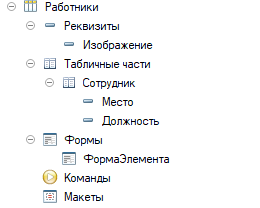 Работники
Реквизиты
Изображение
Табличные части
Сотрудник
Место
Должность
Формы
ФормаЭлемента
Команды
Макеты